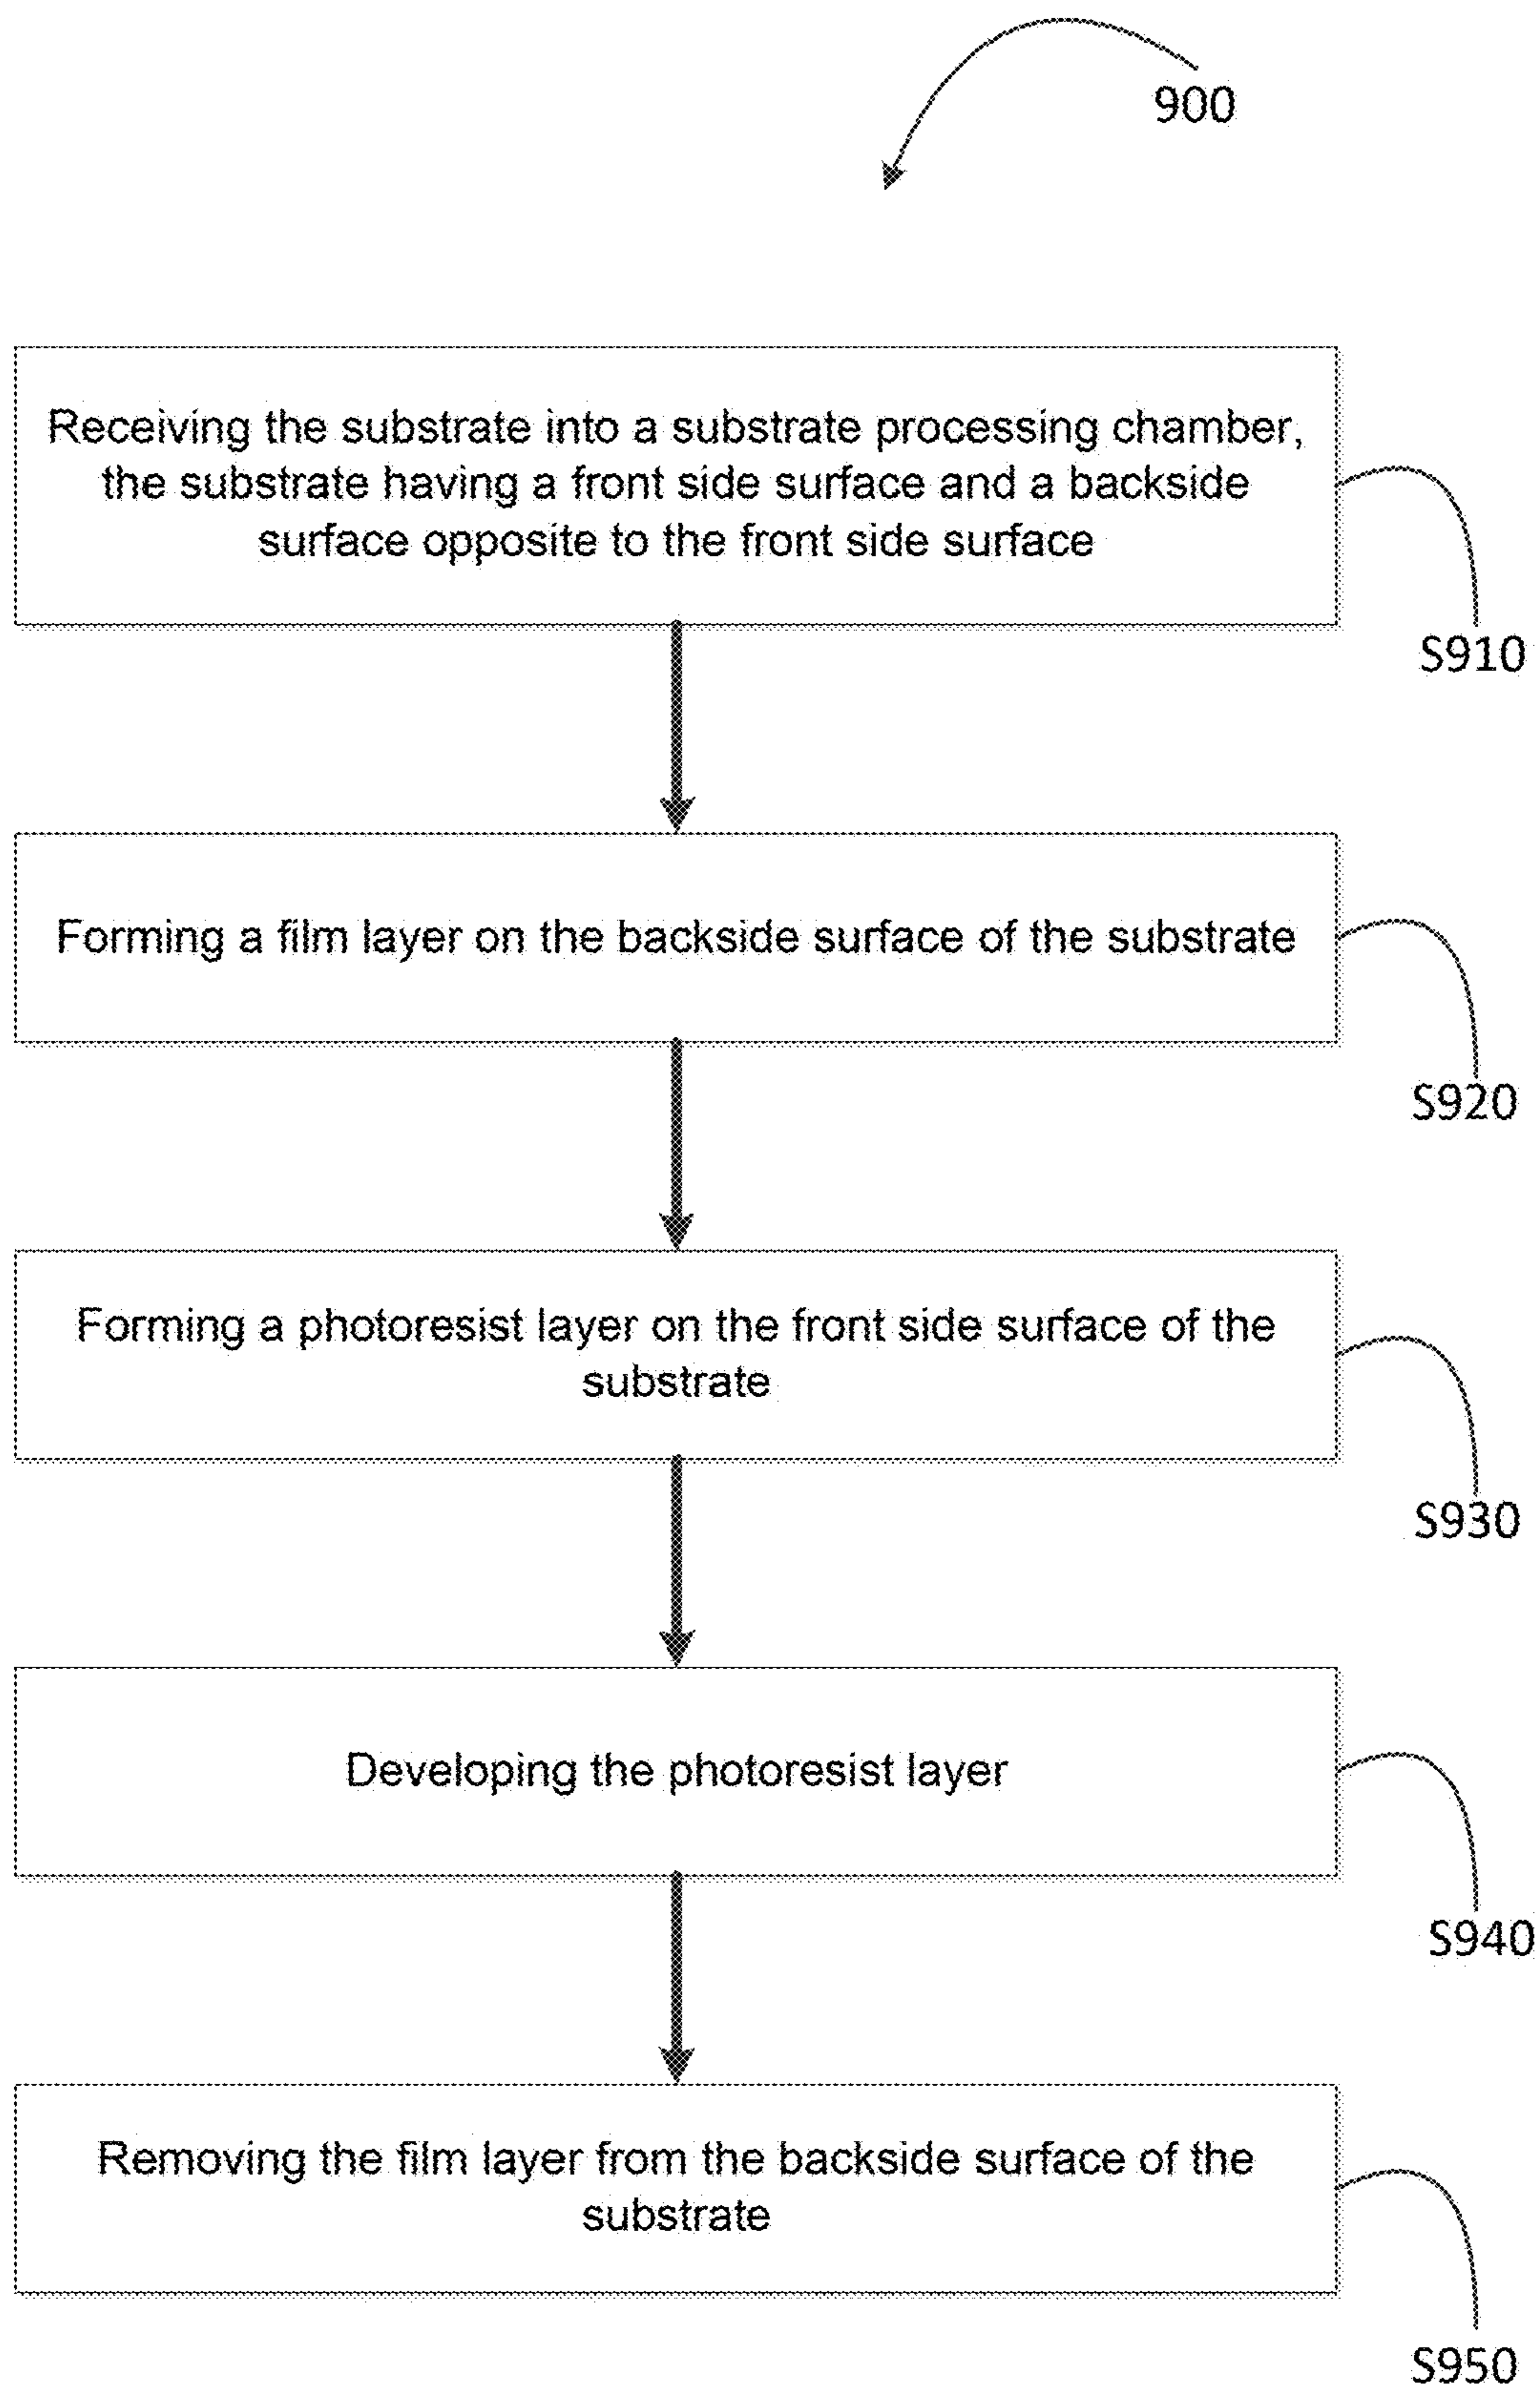 900
Receiving the substrate into a substrate processing chamber,
the substrate having a front side surface and a backside
surface opposite to the front side surface
S910
Forming a film layer on the backside surface of the substrate
S920
Forming a photoresist layer on the front side surface of the
substrate
S930
Developing the photoresist layer
S940
Removing the film layer from the backside surface of the
substrate
S950